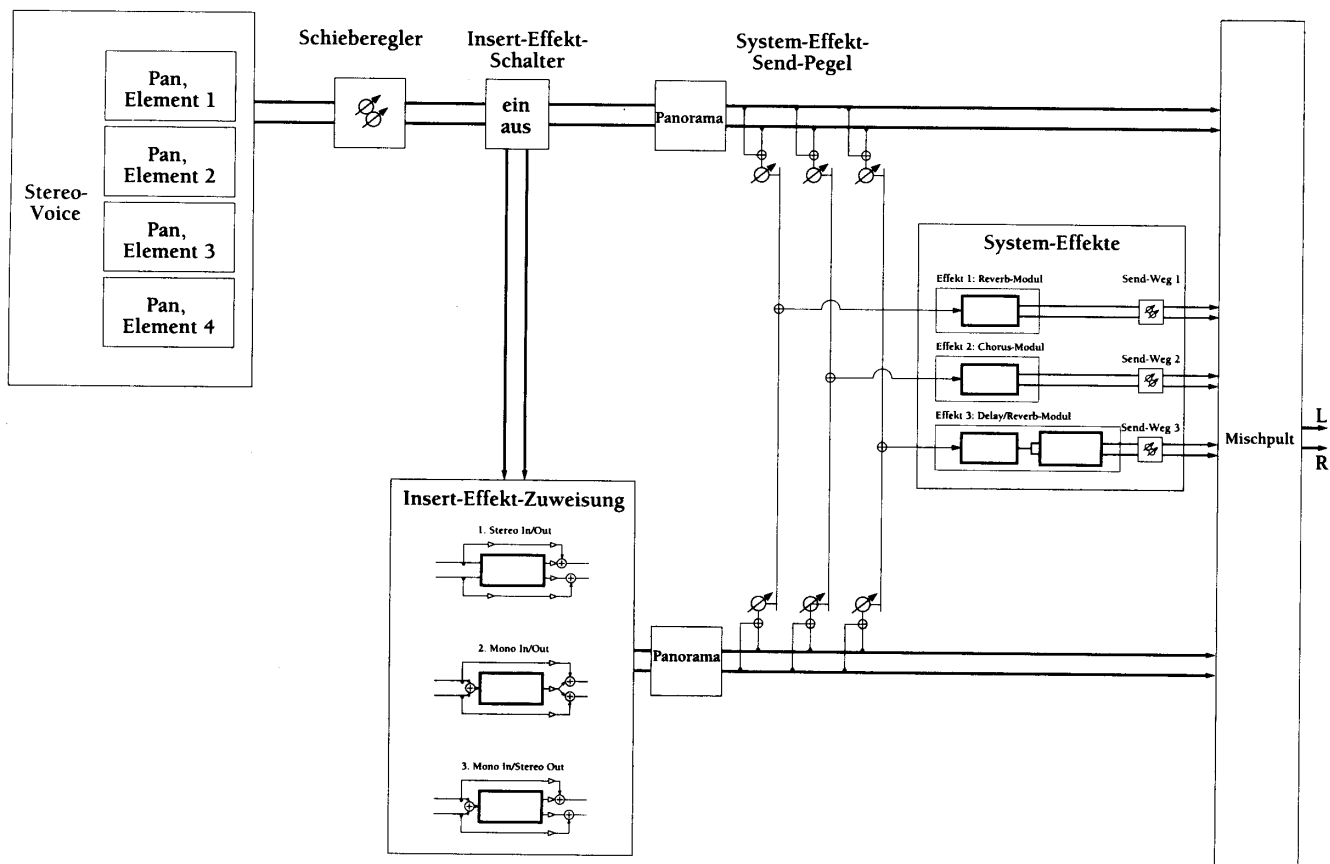 Schieberegler
Insert-Effekt-
Schalter
System-Effekt-
Send-Pegel
Stereo-
Voice
Pan,
Element 1
Pan,
Element 2
Pan,
Element 3
Pan,
Element 4
ein
aus
Panorama
System-Effekte
Effekt 1: Reverb-Modul
Send-Weg 1
Effekt 2: Chorus-Modul
Send-Weg 2
Effekt 3: Delay/Reverb-Modul
Send-Weg 3
Mischpult
L
R
Insert-Effekt-Zuweisung
1. Stereo In/Out
2. Mono In/Out
3. Mono In/Stereo Out
Panorama